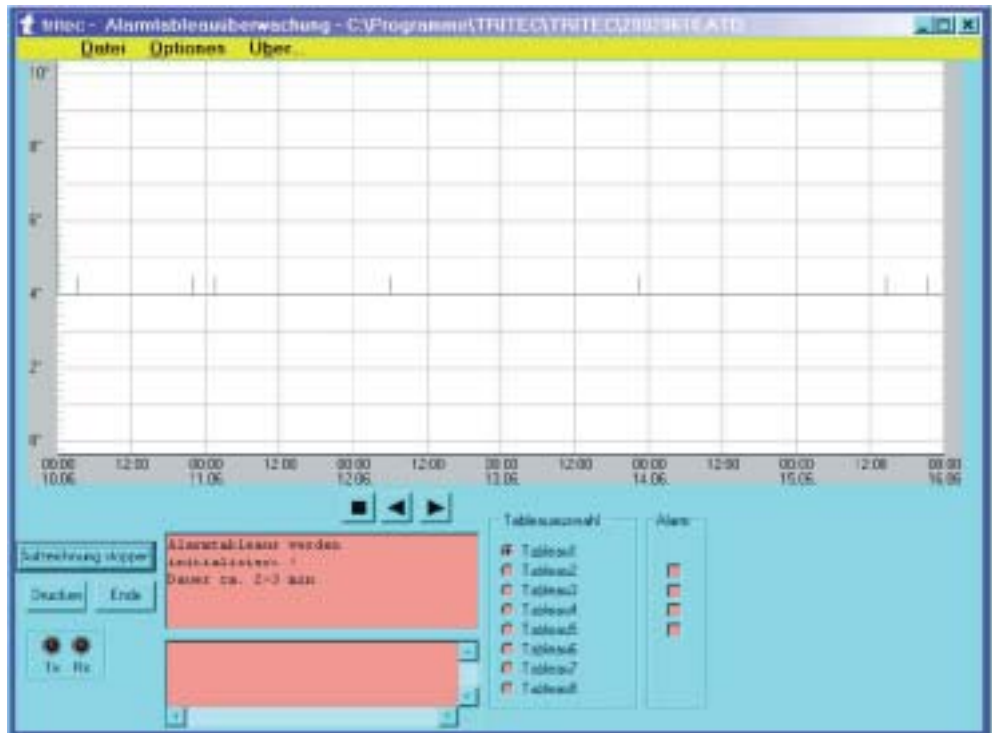 tritec - Alarmtableauüberwachung - C:\Programme\TRITEC\TRITEC\20020610.ATD
Datei Optionen Über...
10"
8"
6"
4"
2"
0"
00:00 12:00 00:00 12:00 00:00 12:00 00:00 12:00 00:00 12:00 00:00 12:00 00:00
10.06. 11.06. 12.06. 13.06. 14.06. 15.06. 16.06.
Tableauauswahl Alarm
Aufzeichnung stoppen
Drucken Ende
Tx Rx
Alarmtableaus werden
initialisiert !
Dauer ca. 2-3 min
Tableau1
Tableau2
Tableau3
Tableau4
Tableau5
Tableau6
Tableau7
Tableau8